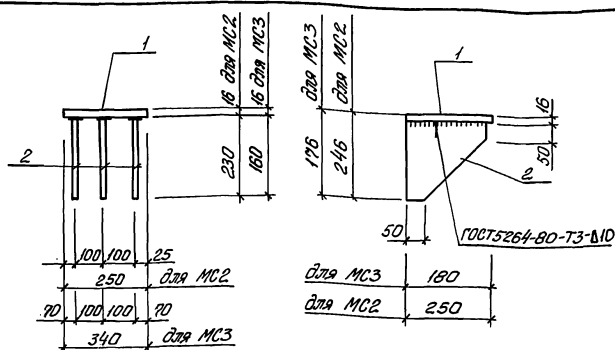 1
16 для МС2
16 для МС3
2
230
160
100 100 25
250 для МС2
70 100 100 70
340 для МС3
для МС3
для МС2
1
176
246
16
50
2
50
ГОСТ5264-80-Т3-Δ10
для МС3 180
для МС2 250